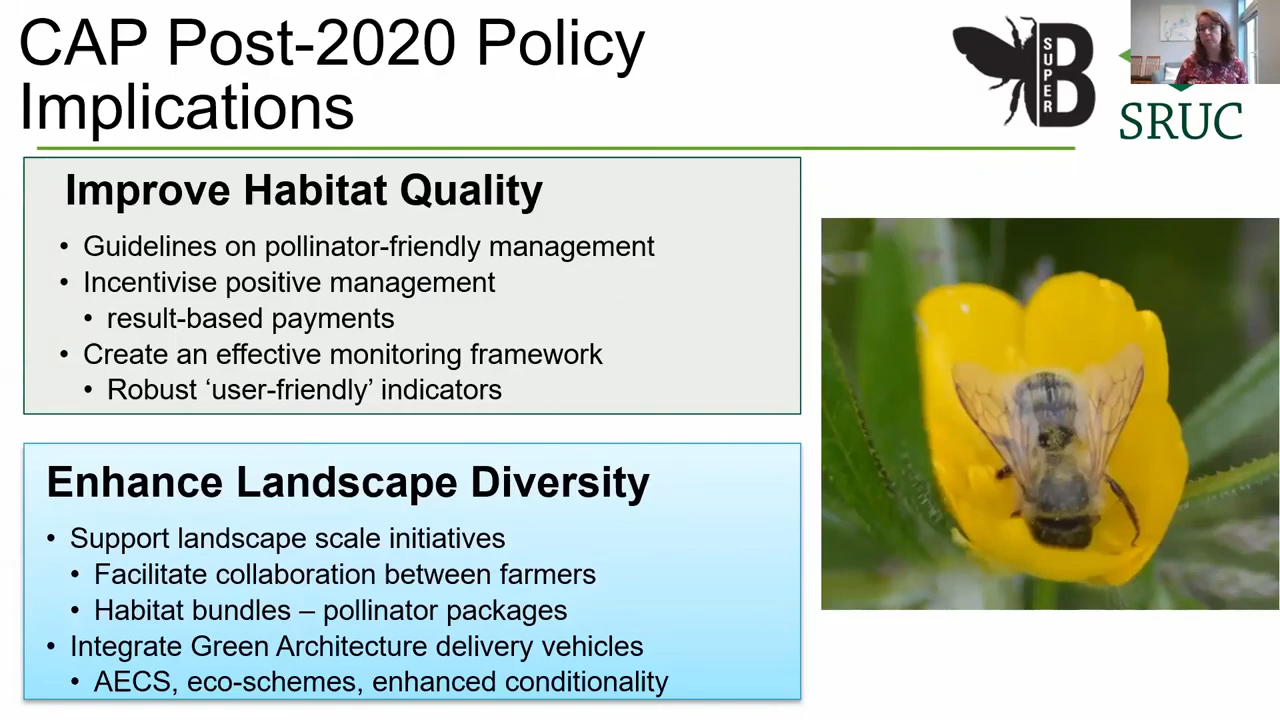 CAP Post-2020 Policy
Implications
SUPER
B
SRUC
Improve Habitat Quality
• Guidelines on pollinator-friendly management
• Incentivise positive management
• result-based payments
• Create an effective monitoring framework
• Robust ‘user-friendly’ indicators
Enhance Landscape Diversity
• Support landscape scale initiatives
• Facilitate collaboration between farmers
• Habitat bundles – pollinator packages
• Integrate Green Architecture delivery vehicles
• AECS, eco-schemes, enhanced conditionality